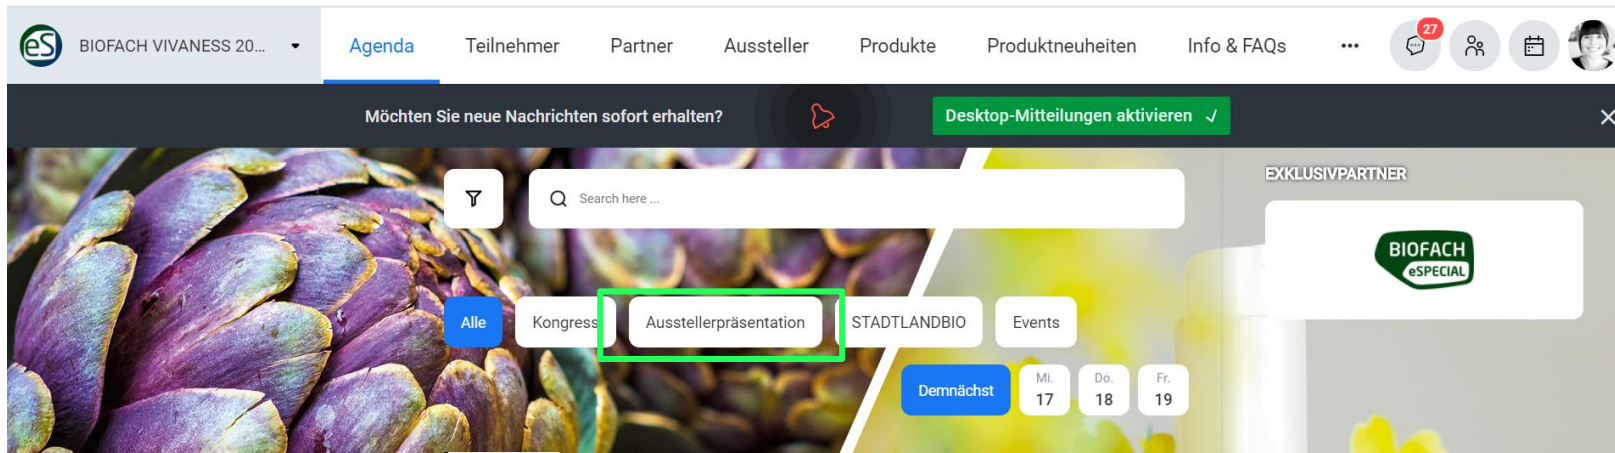 eS BIOFACH VIVANESS 20... Agenda Teilnehmer Partner Aussteller Produkte Produktneuheiten Info & FAQs ... 27
Möchten Sie neue Nachrichten sofort erhalten? Desktop-Mitteilungen aktivieren
EXKLUSIVPARTNER
Search here ...
BIOFACH
eSPECIAL
Alle Kongress Ausstellerpräsentation STADTLANDBIO Events
Demnächst Mi. 17 Do. 18 Fr. 19